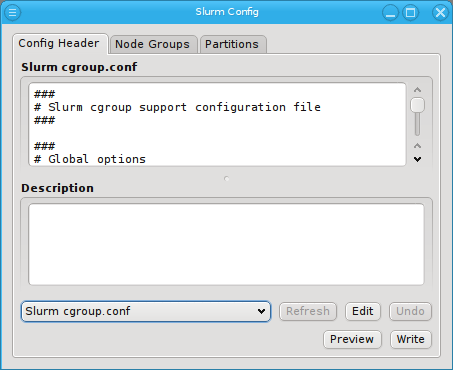 Slurm Config
Config Header Node Groups Partitions
Slurm cgroup.conf
###
# Slurm cgroup support configuration file
###
###
# Global options
Description
Slurm cgroup.conf Refresh Edit Undo
Preview Write